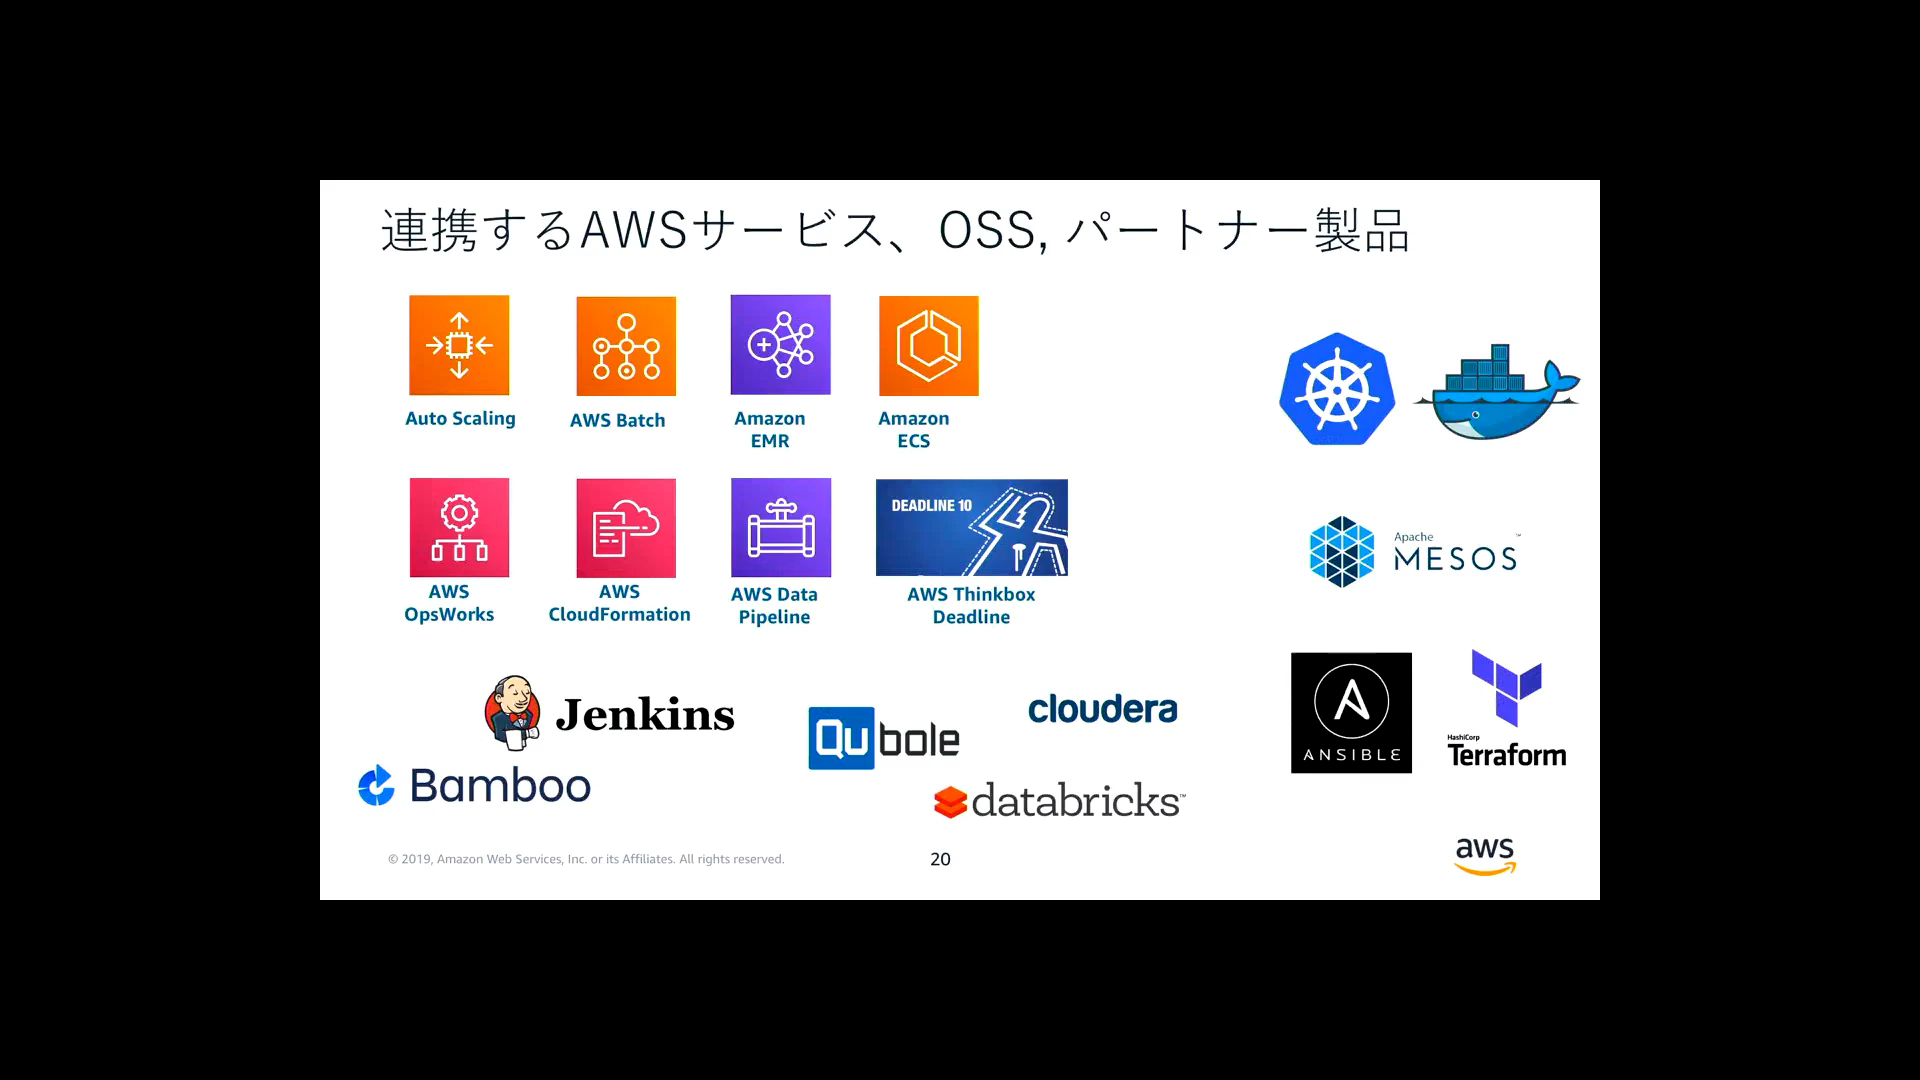 連携するAWSサービス、OSS, パートナー製品
Auto Scaling
AWS Batch
Amazon
EMR
Amazon
ECS
DEADLINE 10
AWS
OpsWorks
AWS
CloudFormation
AWS Data
Pipeline
AWS Thinkbox
Deadline
Apache
MESOS™
Jenkins
Bamboo
Qubole
cloudera
databricks™
ANSIBLE
HashiCorp
Terraform
© 2019, Amazon Web Services, Inc. or its Affiliates. All rights reserved.
20
aws